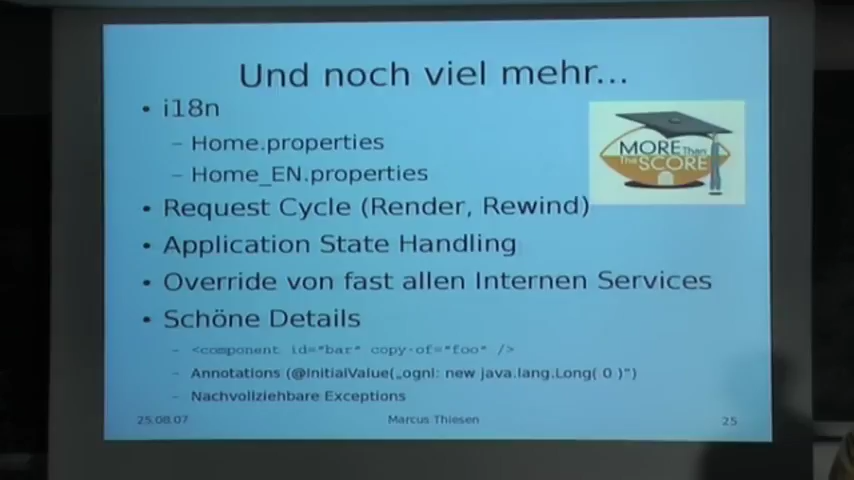 Und noch viel mehr...
• i18n
– Home.properties
– Home_EN.properties
MORE Than
The SCORE
• Request Cycle (Render, Rewind)
• Application State Handling
• Override von fast allen Internen Services
• Schöne Details
– <component id="bar" copy-of="foo" />
– Annotations (@InitialValue(„ognl: new java.lang.Long( 0 )")
– Nachvollziehbare Exceptions
25.08.07 Marcus Thiesen 25